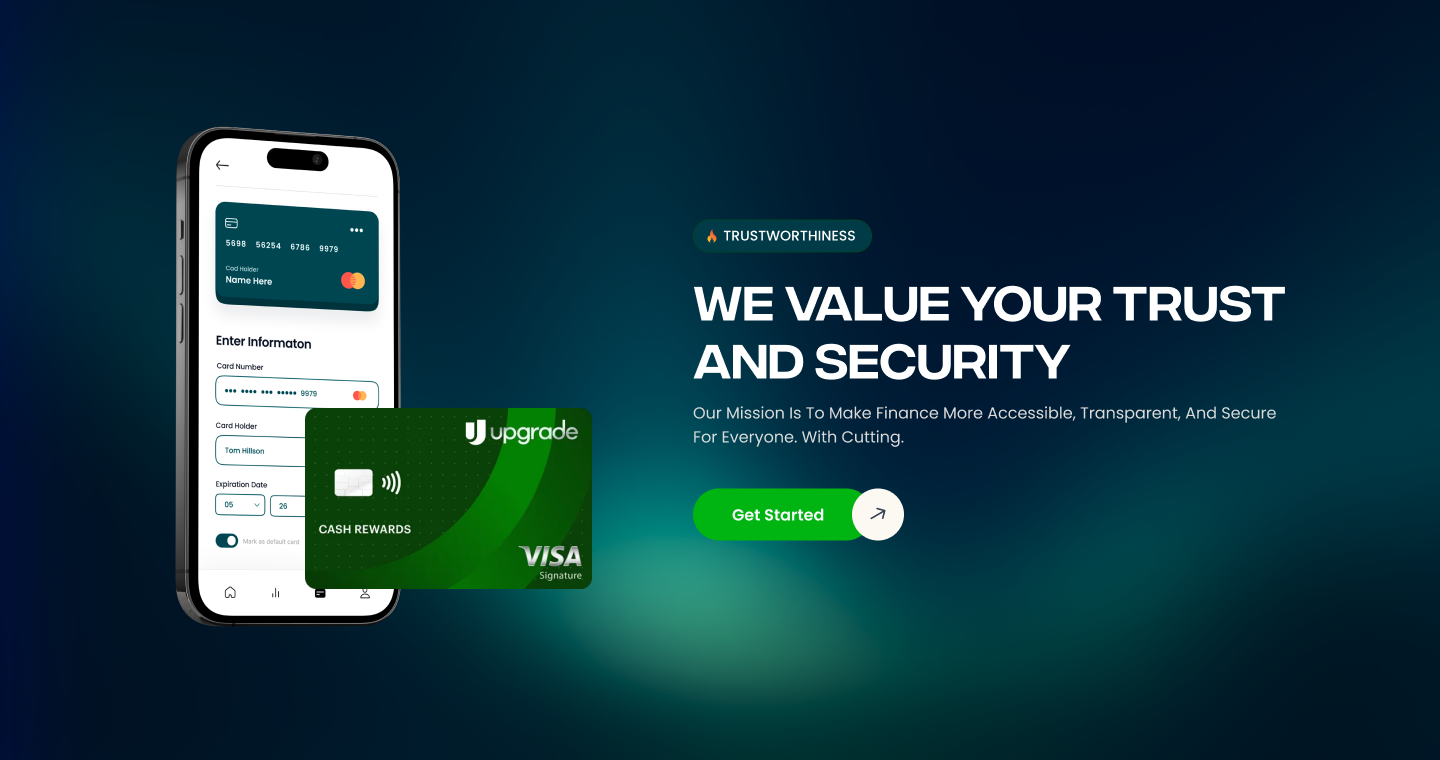 5698 56254 6786 9979
Cad Holder
Name Here
Enter Informaton
Card Number
••• •••• ••• ••••• 9979
Card Holder
Tom Hillson
Expiration Date
05 26
Mark as default card
upgrade
CASH REWARDS
VISA
Signature
TRUSTWORTHINESS
WE VALUE YOUR TRUST
AND SECURITY
Our Mission Is To Make Finance More Accessible, Transparent, And Secure
For Everyone. With Cutting.
Get Started